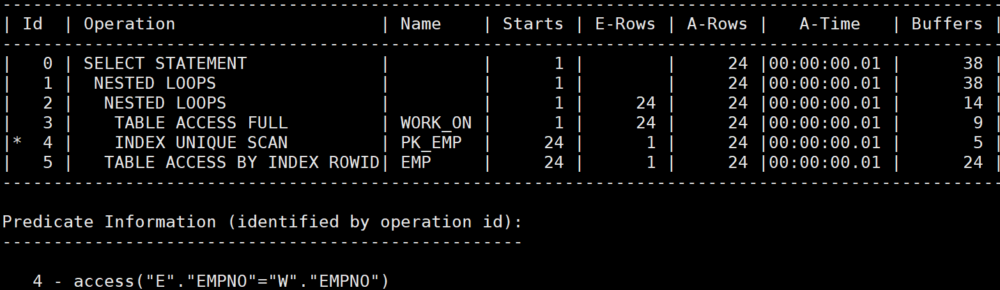 ---------------------------------------------------------------------------------------------------
| Id  | Operation                    | Name    | Starts | E-Rows | A-Rows |   A-Time   | Buffers |
---------------------------------------------------------------------------------------------------
|   0 | SELECT STATEMENT             |         |      1 |        |     24 |00:00:00.01 |      38 |
|   1 |  NESTED LOOPS                |         |      1 |        |     24 |00:00:00.01 |      38 |
|   2 |   NESTED LOOPS               |         |      1 |     24 |     24 |00:00:00.01 |      14 |
|   3 |    TABLE ACCESS FULL         | WORK_ON |      1 |     24 |     24 |00:00:00.01 |       9 |
|*  4 |    INDEX UNIQUE SCAN         | PK_EMP  |     24 |      1 |     24 |00:00:00.01 |       5 |
|   5 |   TABLE ACCESS BY INDEX ROWID| EMP     |     24 |      1 |     24 |00:00:00.01 |      24 |
---------------------------------------------------------------------------------------------------
Predicate Information (identified by operation id):
---------------------------------------------------
   4 - access("E"."EMPNO"="W"."EMPNO")